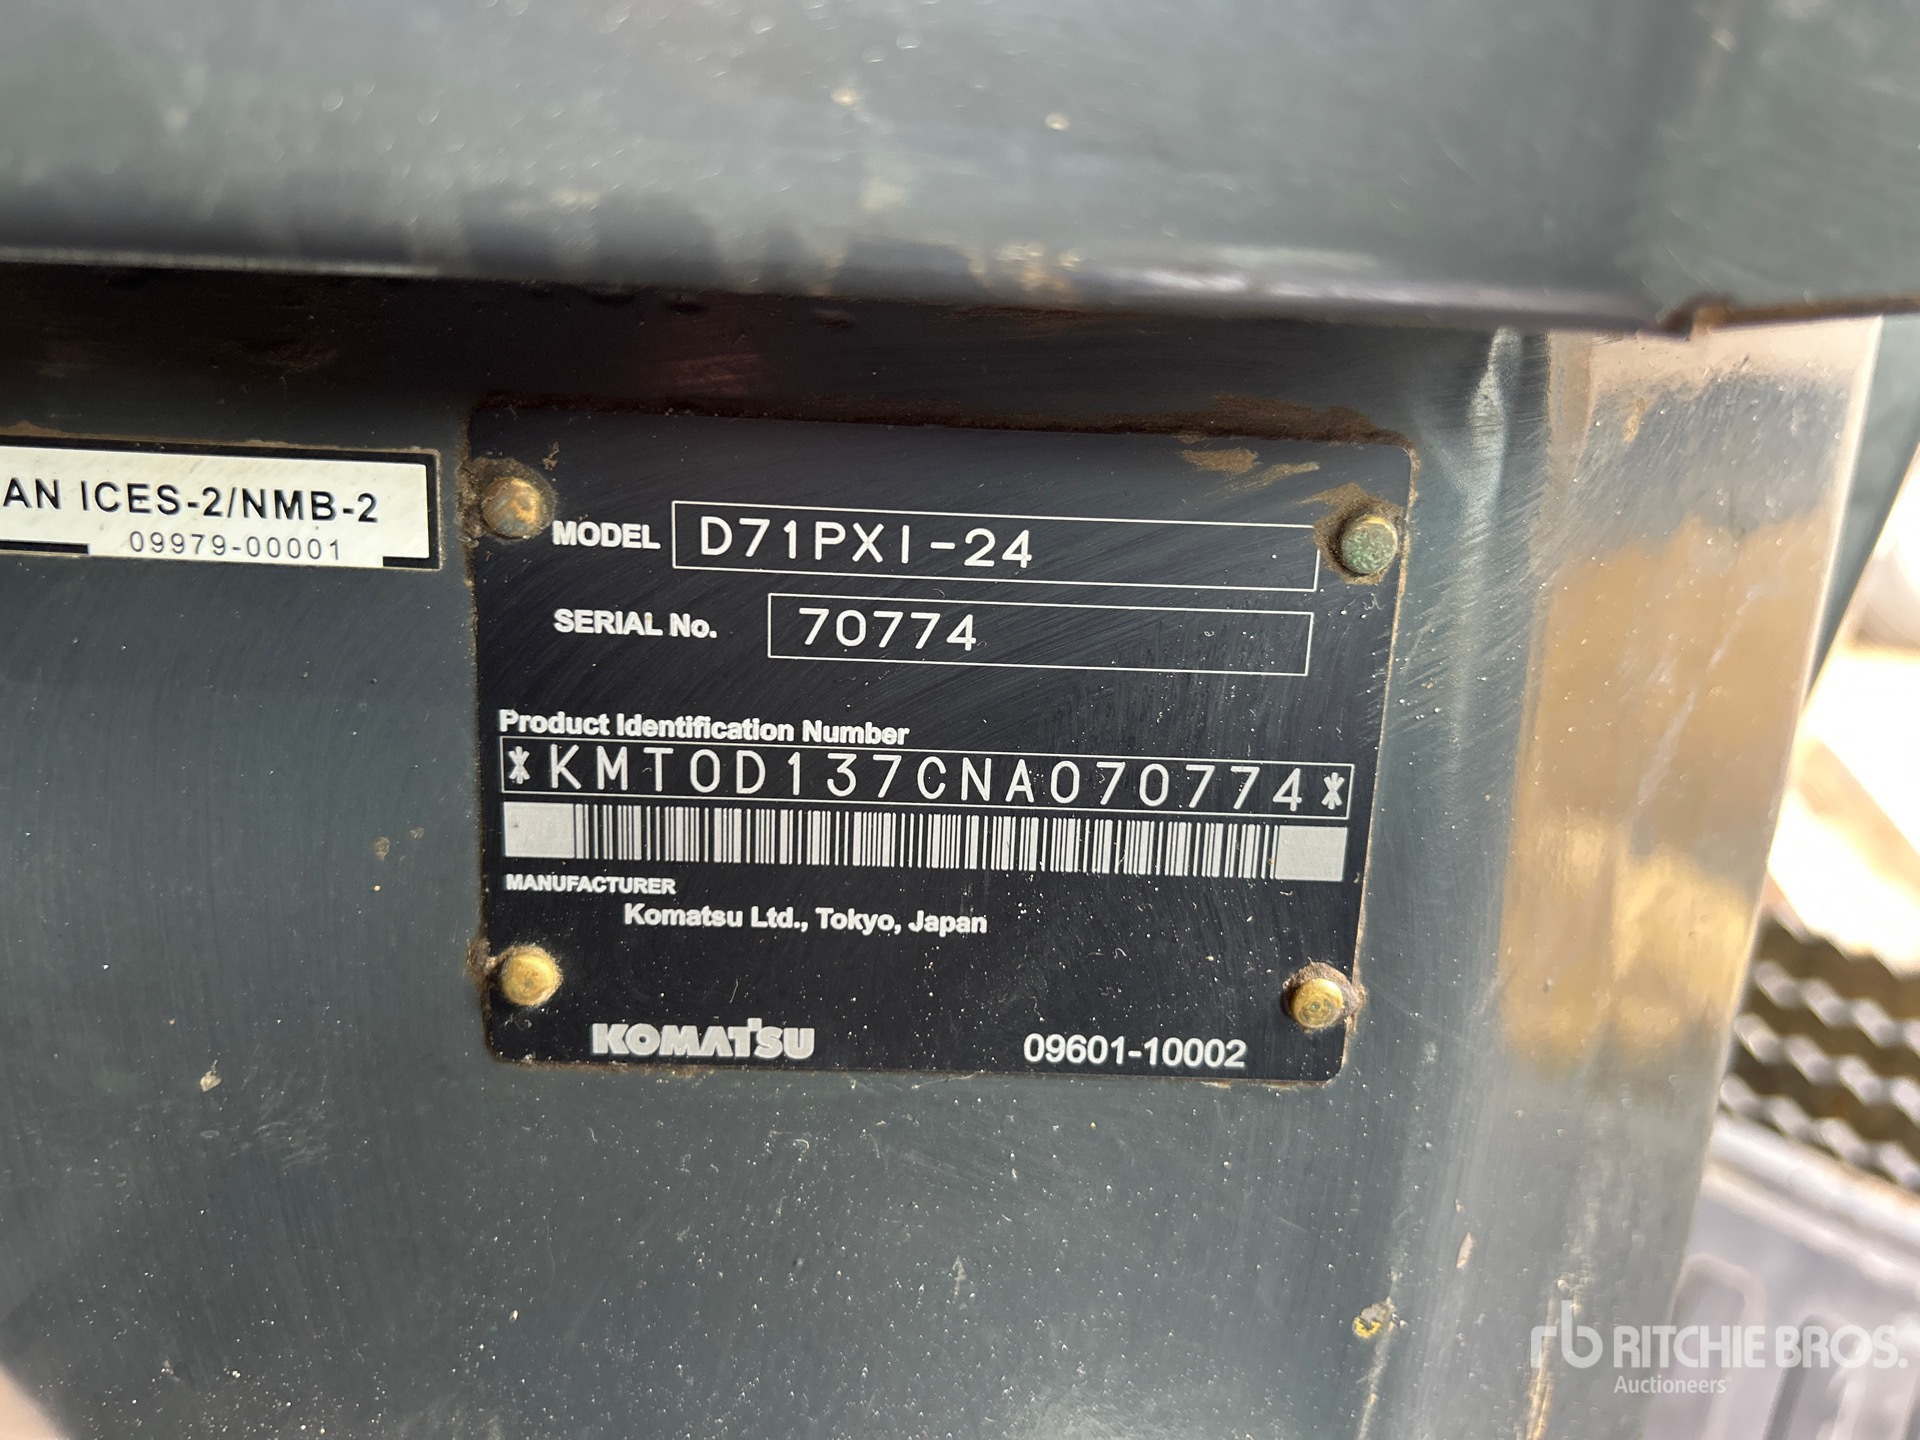 AN ICES-2/NMB-2
09979-00001
MODEL D71PXI-24
SERIAL No. 70774
Product Identification Number
*KMT0D137CNA070774*
MANUFACTURER
Komatsu Ltd., Tokyo, Japan
KOMATSU 09601-10002
rb RITCHIE BROS.
Auctioneers